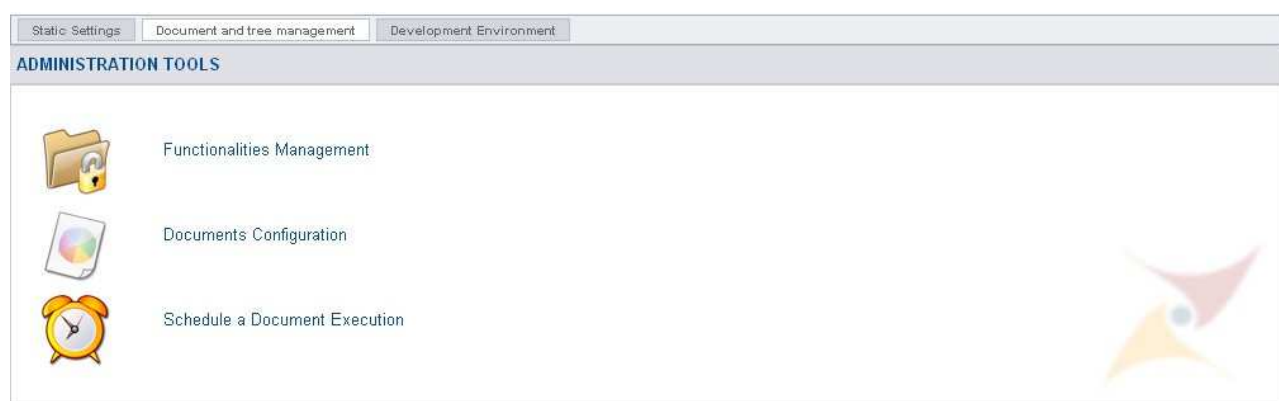 Static Settings
Document and tree management
Development Environment
ADMINISTRATION TOOLS
Functionalities Management
Documents Configuration
Schedule a Document Execution